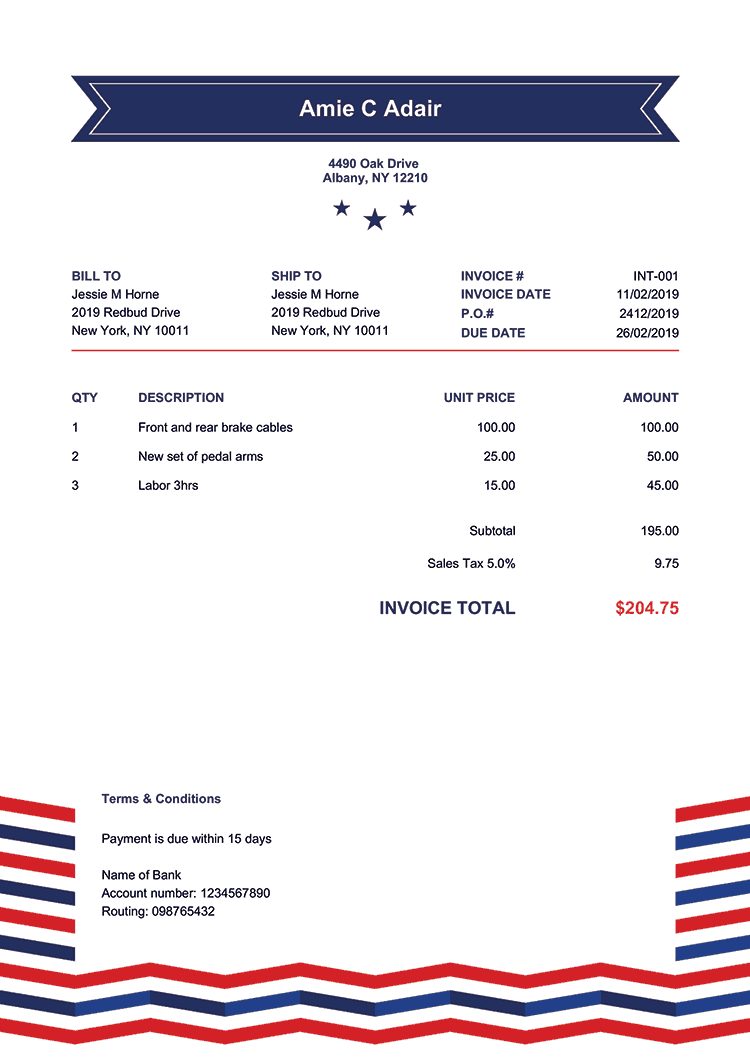 Amie C Adair
4490 Oak Drive
Albany, NY 12210
BILL TO
Jessie M Horne
2019 Redbud Drive
New York, NY 10011
SHIP TO
Jessie M Horne
2019 Redbud Drive
New York, NY 10011
INVOICE # INT-001
INVOICE DATE 11/02/2019
P.O.# 2412/2019
DUE DATE 26/02/2019
QTY DESCRIPTION UNIT PRICE AMOUNT
1 Front and rear brake cables 100.00 100.00
2 New set of pedal arms 25.00 50.00
3 Labor 3hrs 15.00 45.00
Subtotal 195.00
Sales Tax 5.0% 9.75
INVOICE TOTAL $204.75
Terms & Conditions
Payment is due within 15 days
Name of Bank
Account number: 1234567890
Routing: 098765432